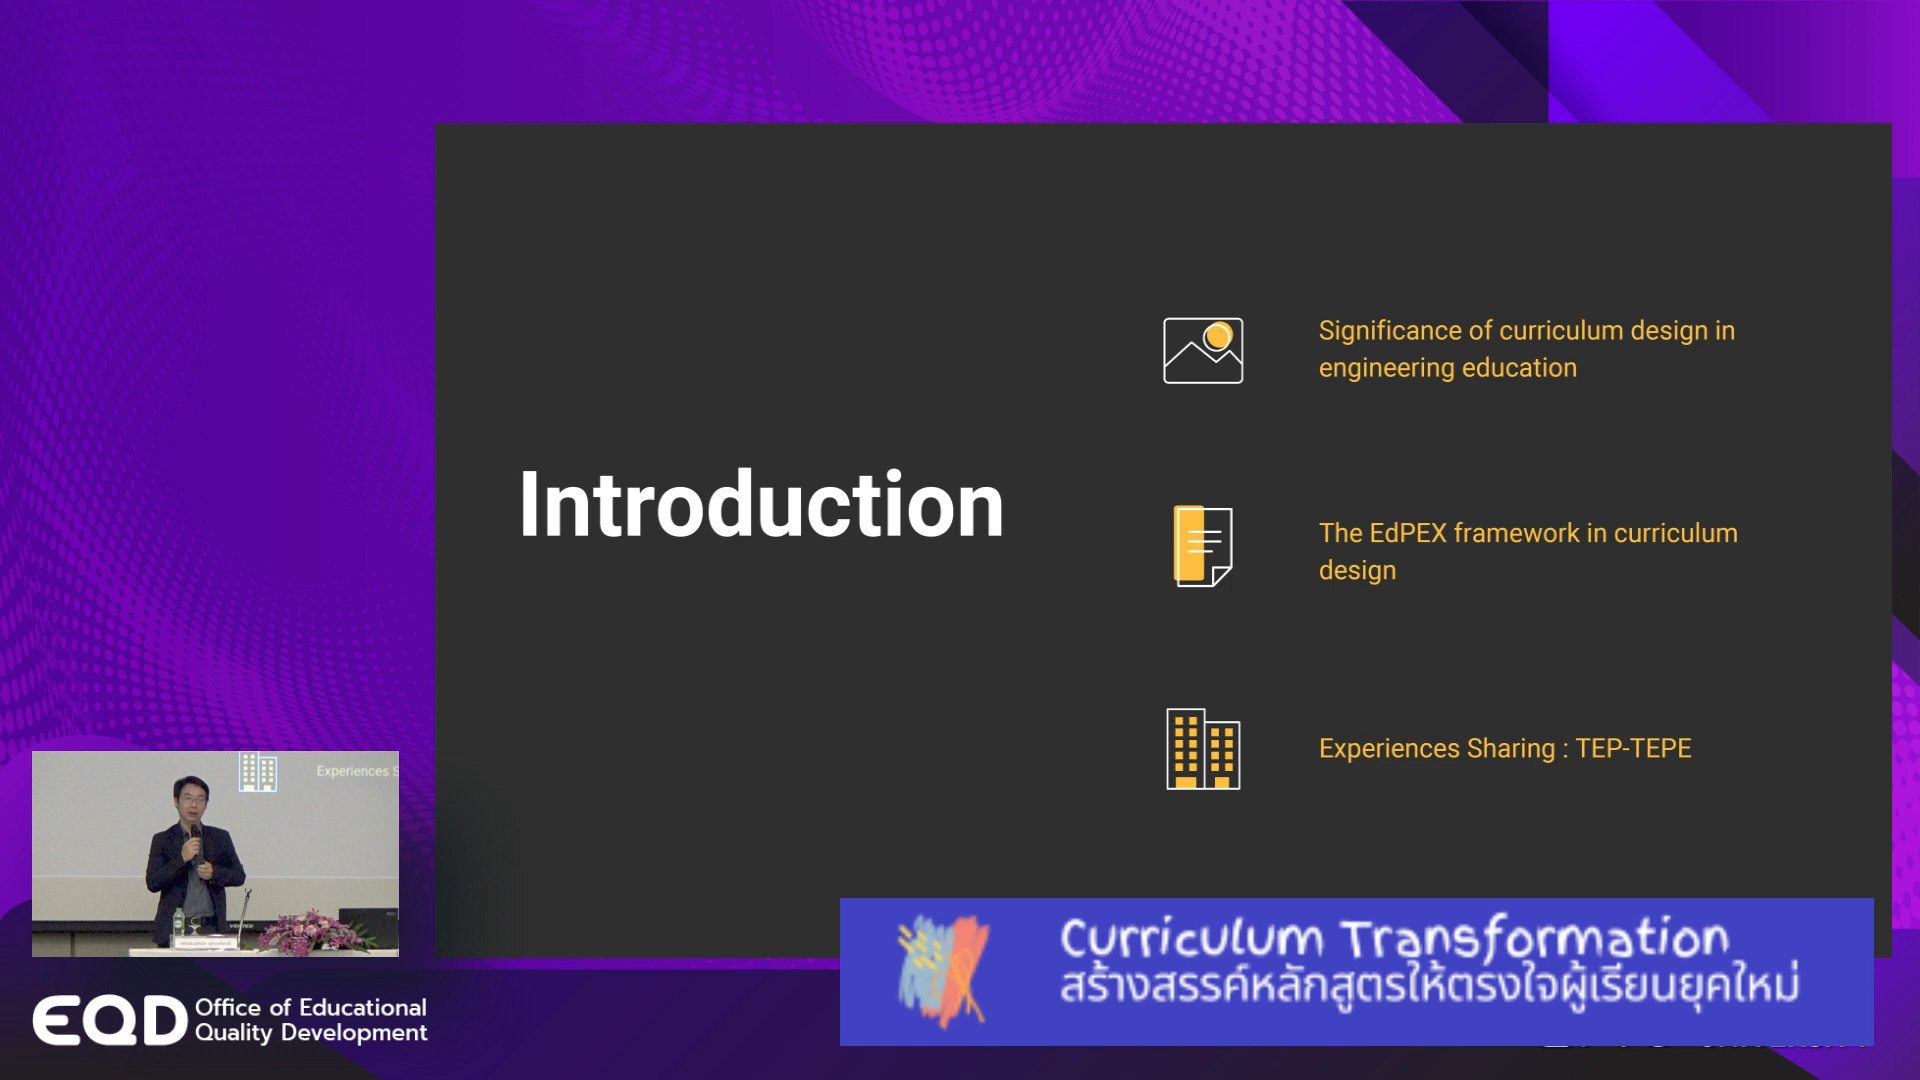 Introduction
Significance of curriculum design in
engineering education
The EdPEX framework in curriculum
design
Experiences Sharing : TEP-TEPE
Experiences S
Curriculum Transformation
สร้างสรรค์หลักสูตรให้ตรงใจผู้เรียนยุคใหม่
EQD
Office of Educational
Quality Development